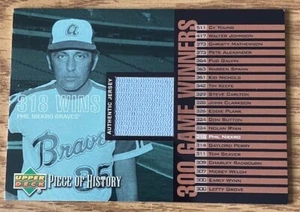 318 WINS
PHIL NIEKRO BRAVES
Braves
35
AUTHENTIC JERSEY
300 GAME WINNERS
511 CY YOUNG
417 WALTER JOHNSON
373 CHRISTY MATHEWSON
373 PETE ALEXANDER
364 PUD GALVIN
363 WARREN SPAHN
361 KID NICHOLS
342 TIM KEEFE
329 STEVE CARLTON
328 JOHN CLARKSON
326 EDDIE PLANK
324 DON SUTTON
324 NOLAN RYAN
318 PHIL NIEKRO
314 GAYLORD PERRY
311 TOM SEAVER
309 CHARLEY RADBOURN
307 MICKEY WELCH
300 EARLY WYNN
300 LEFTY GROVE
UPPER
DECK
PIECE OF HISTORY